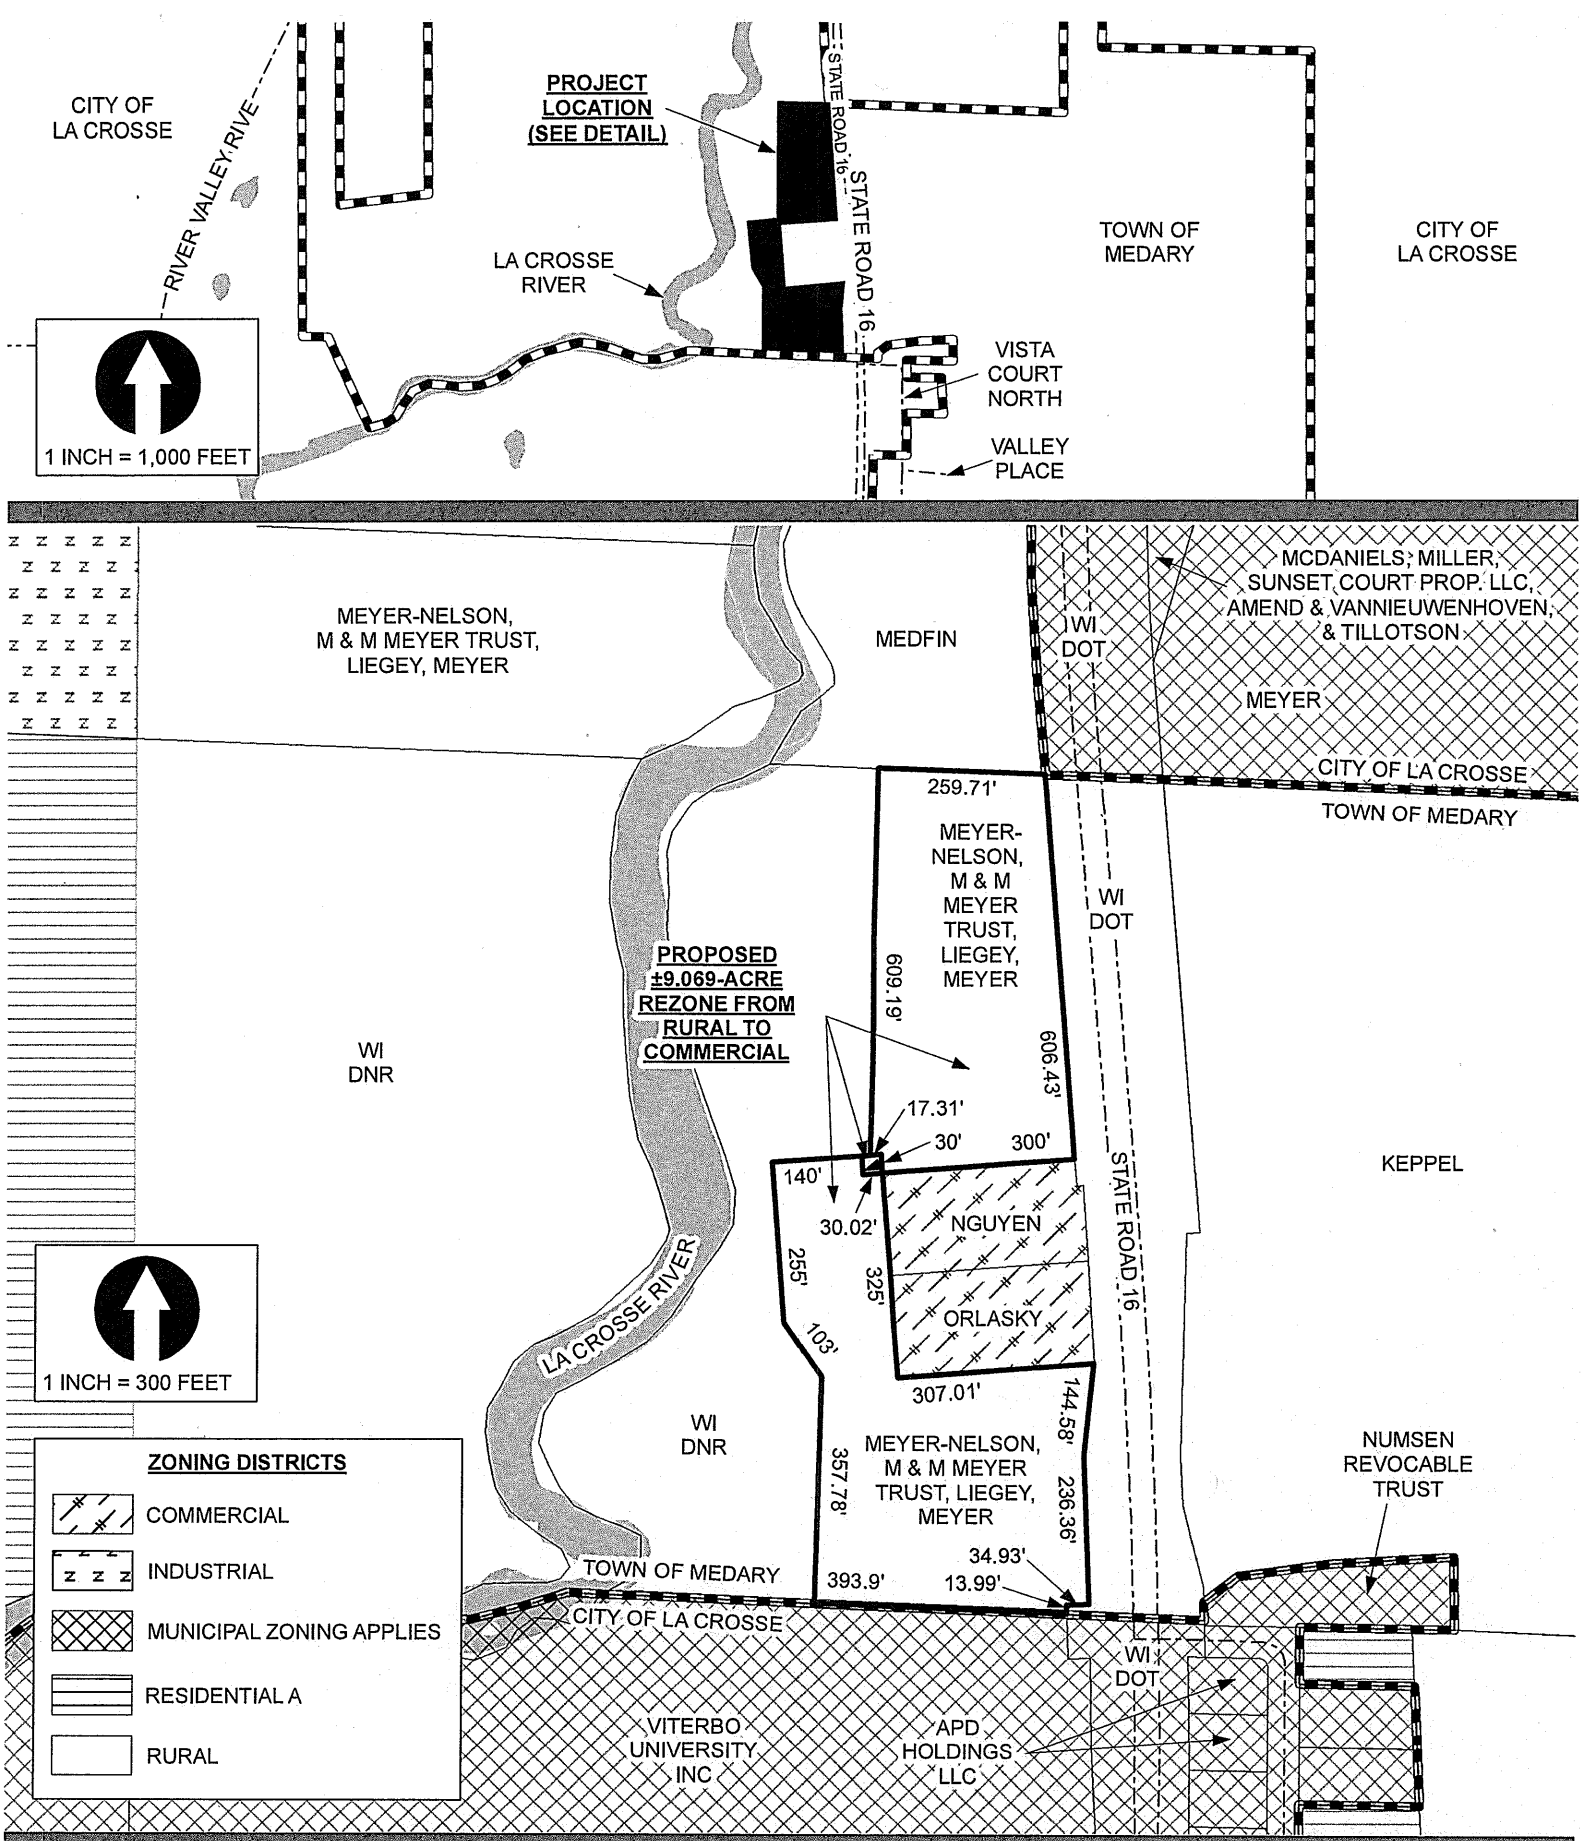 CITY OF
LA CROSSE
RIVER VALLEY RIVE
PROJECT
LOCATION
(SEE DETAIL)
STATE ROAD 16
STATE ROAD 16
LA CROSSE
RIVER
TOWN OF
MEDARY
CITY OF
LA CROSSE
1 INCH = 1,000 FEET
VISTA
COURT
NORTH
VALLEY
PLACE
MEYER-NELSON,
M & M MEYER TRUST,
LIEGEY, MEYER
MEDFIN
WI
DOT
MCDANIELS, MILLER,
SUNSET COURT PROP. LLC,
AMEND & VANNIEUWENHOVEN,
& TILLOTSON
MEYER
CITY OF LA CROSSE
TOWN OF MEDARY
259.71'
MEYER-
NELSON,
M & M
MEYER
TRUST,
LIEGEY,
MEYER
WI
DOT
609.19'
606.43'
PROPOSED
±9.069-ACRE
REZONE FROM
RURAL TO
COMMERCIAL
WI
DNR
17.31'
30'
300'
140'
30.02'
KEPPEL
STATE ROAD 16
NGUYEN
255'
325'
ORLASKY
103'
LA CROSSE RIVER
1 INCH = 300 FEET
307.01'
144.58'
WI
DNR
MEYER-NELSON,
M & M MEYER
TRUST, LIEGEY,
MEYER
357.78'
236.36'
NUMSEN
REVOCABLE
TRUST
34.93'
13.99'
393.9'
TOWN OF MEDARY
CITY OF LA CROSSE
ZONING DISTRICTS
COMMERCIAL
INDUSTRIAL
MUNICIPAL ZONING APPLIES
RESIDENTIAL A
RURAL
WI
DOT
VITERBO
UNIVERSITY
INC
APD
HOLDINGS
LLC